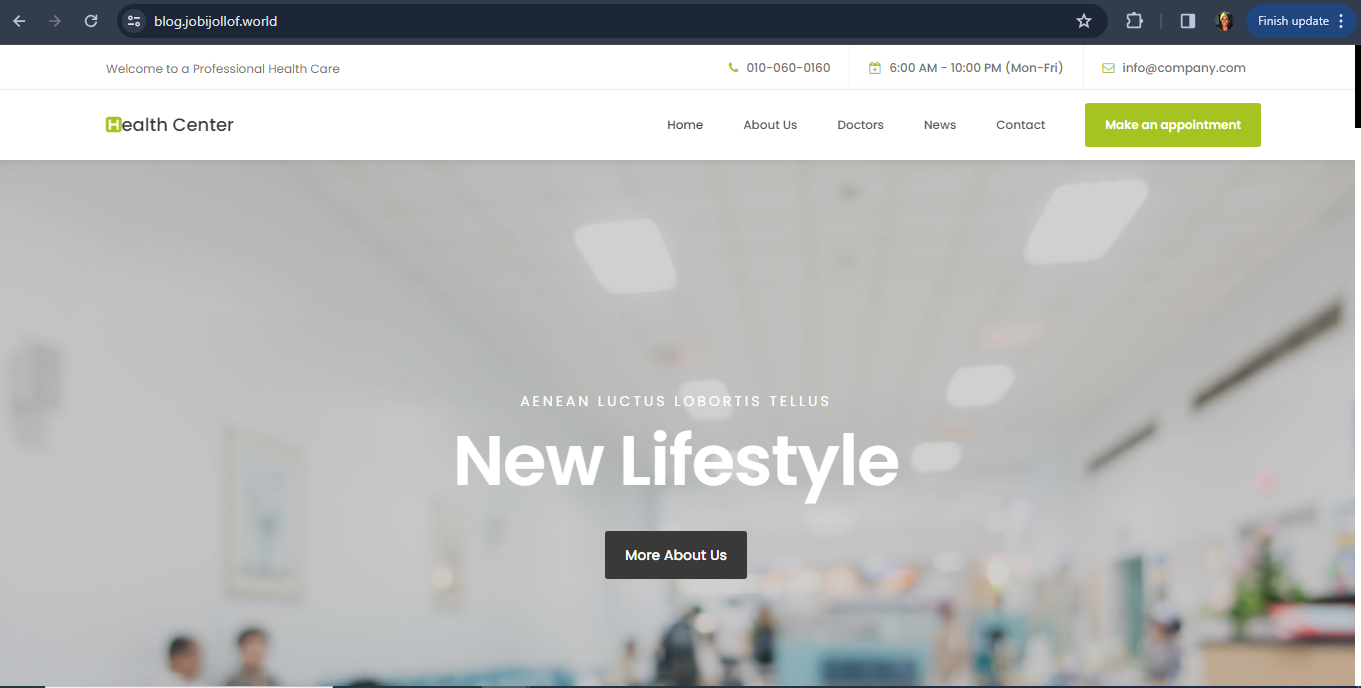 blog.jobijollof.world
Finish update
Welcome to a Professional Health Care
010-060-0160
6:00 AM - 10:00 PM (Mon-Fri)
info@company.com
Health Center
Home
About Us
Doctors
News
Contact
Make an appointment
AENEAN LUCTUS LOBORTIS TELLUS
New Lifestyle
More About Us